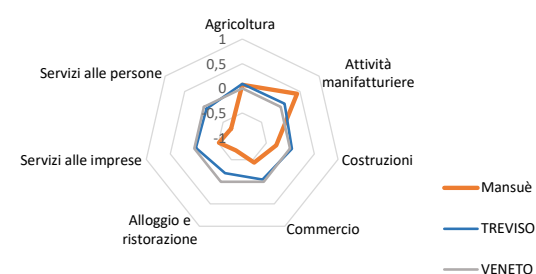 Agricoltura
1
0,5
0
-0,5
-1
Attività
manifatturiere
Costruzioni
Commercio
Alloggio e
ristorazione
Servizi alle imprese
Servizi alle persone
Mansuè
TREVISO
VENETO